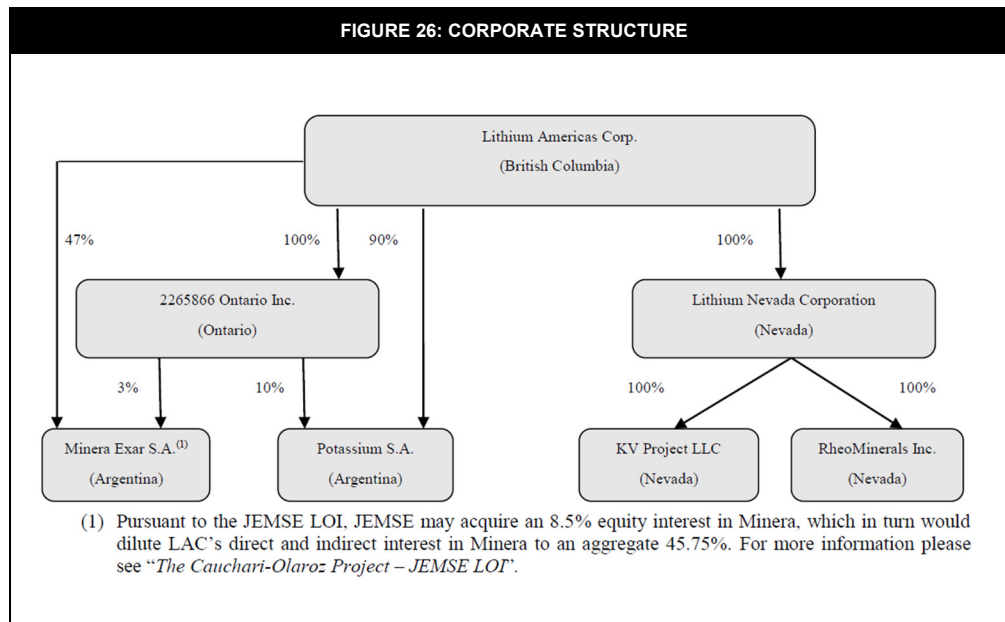 FIGURE 26: CORPORATE STRUCTURE
Lithium Americas Corp.
(British Columbia)
47%
100%
90%
100%
2265866 Ontario Inc.
(Ontario)
Lithium Nevada Corporation
(Nevada)
3%
10%
100%
100%
Minera Exar S.A.(1)
(Argentina)
Potassium S.A.
(Argentina)
KV Project LLC
(Nevada)
RheoMinerals Inc.
(Nevada)
(1) Pursuant to the JEMSE LOI, JEMSE may acquire an 8.5% equity interest in Minera, which in turn would
dilute LAC's direct and indirect interest in Minera to an aggregate 45.75%. For more information please
see “The Cauchari-Olaroz Project – JEMSE LOI”.